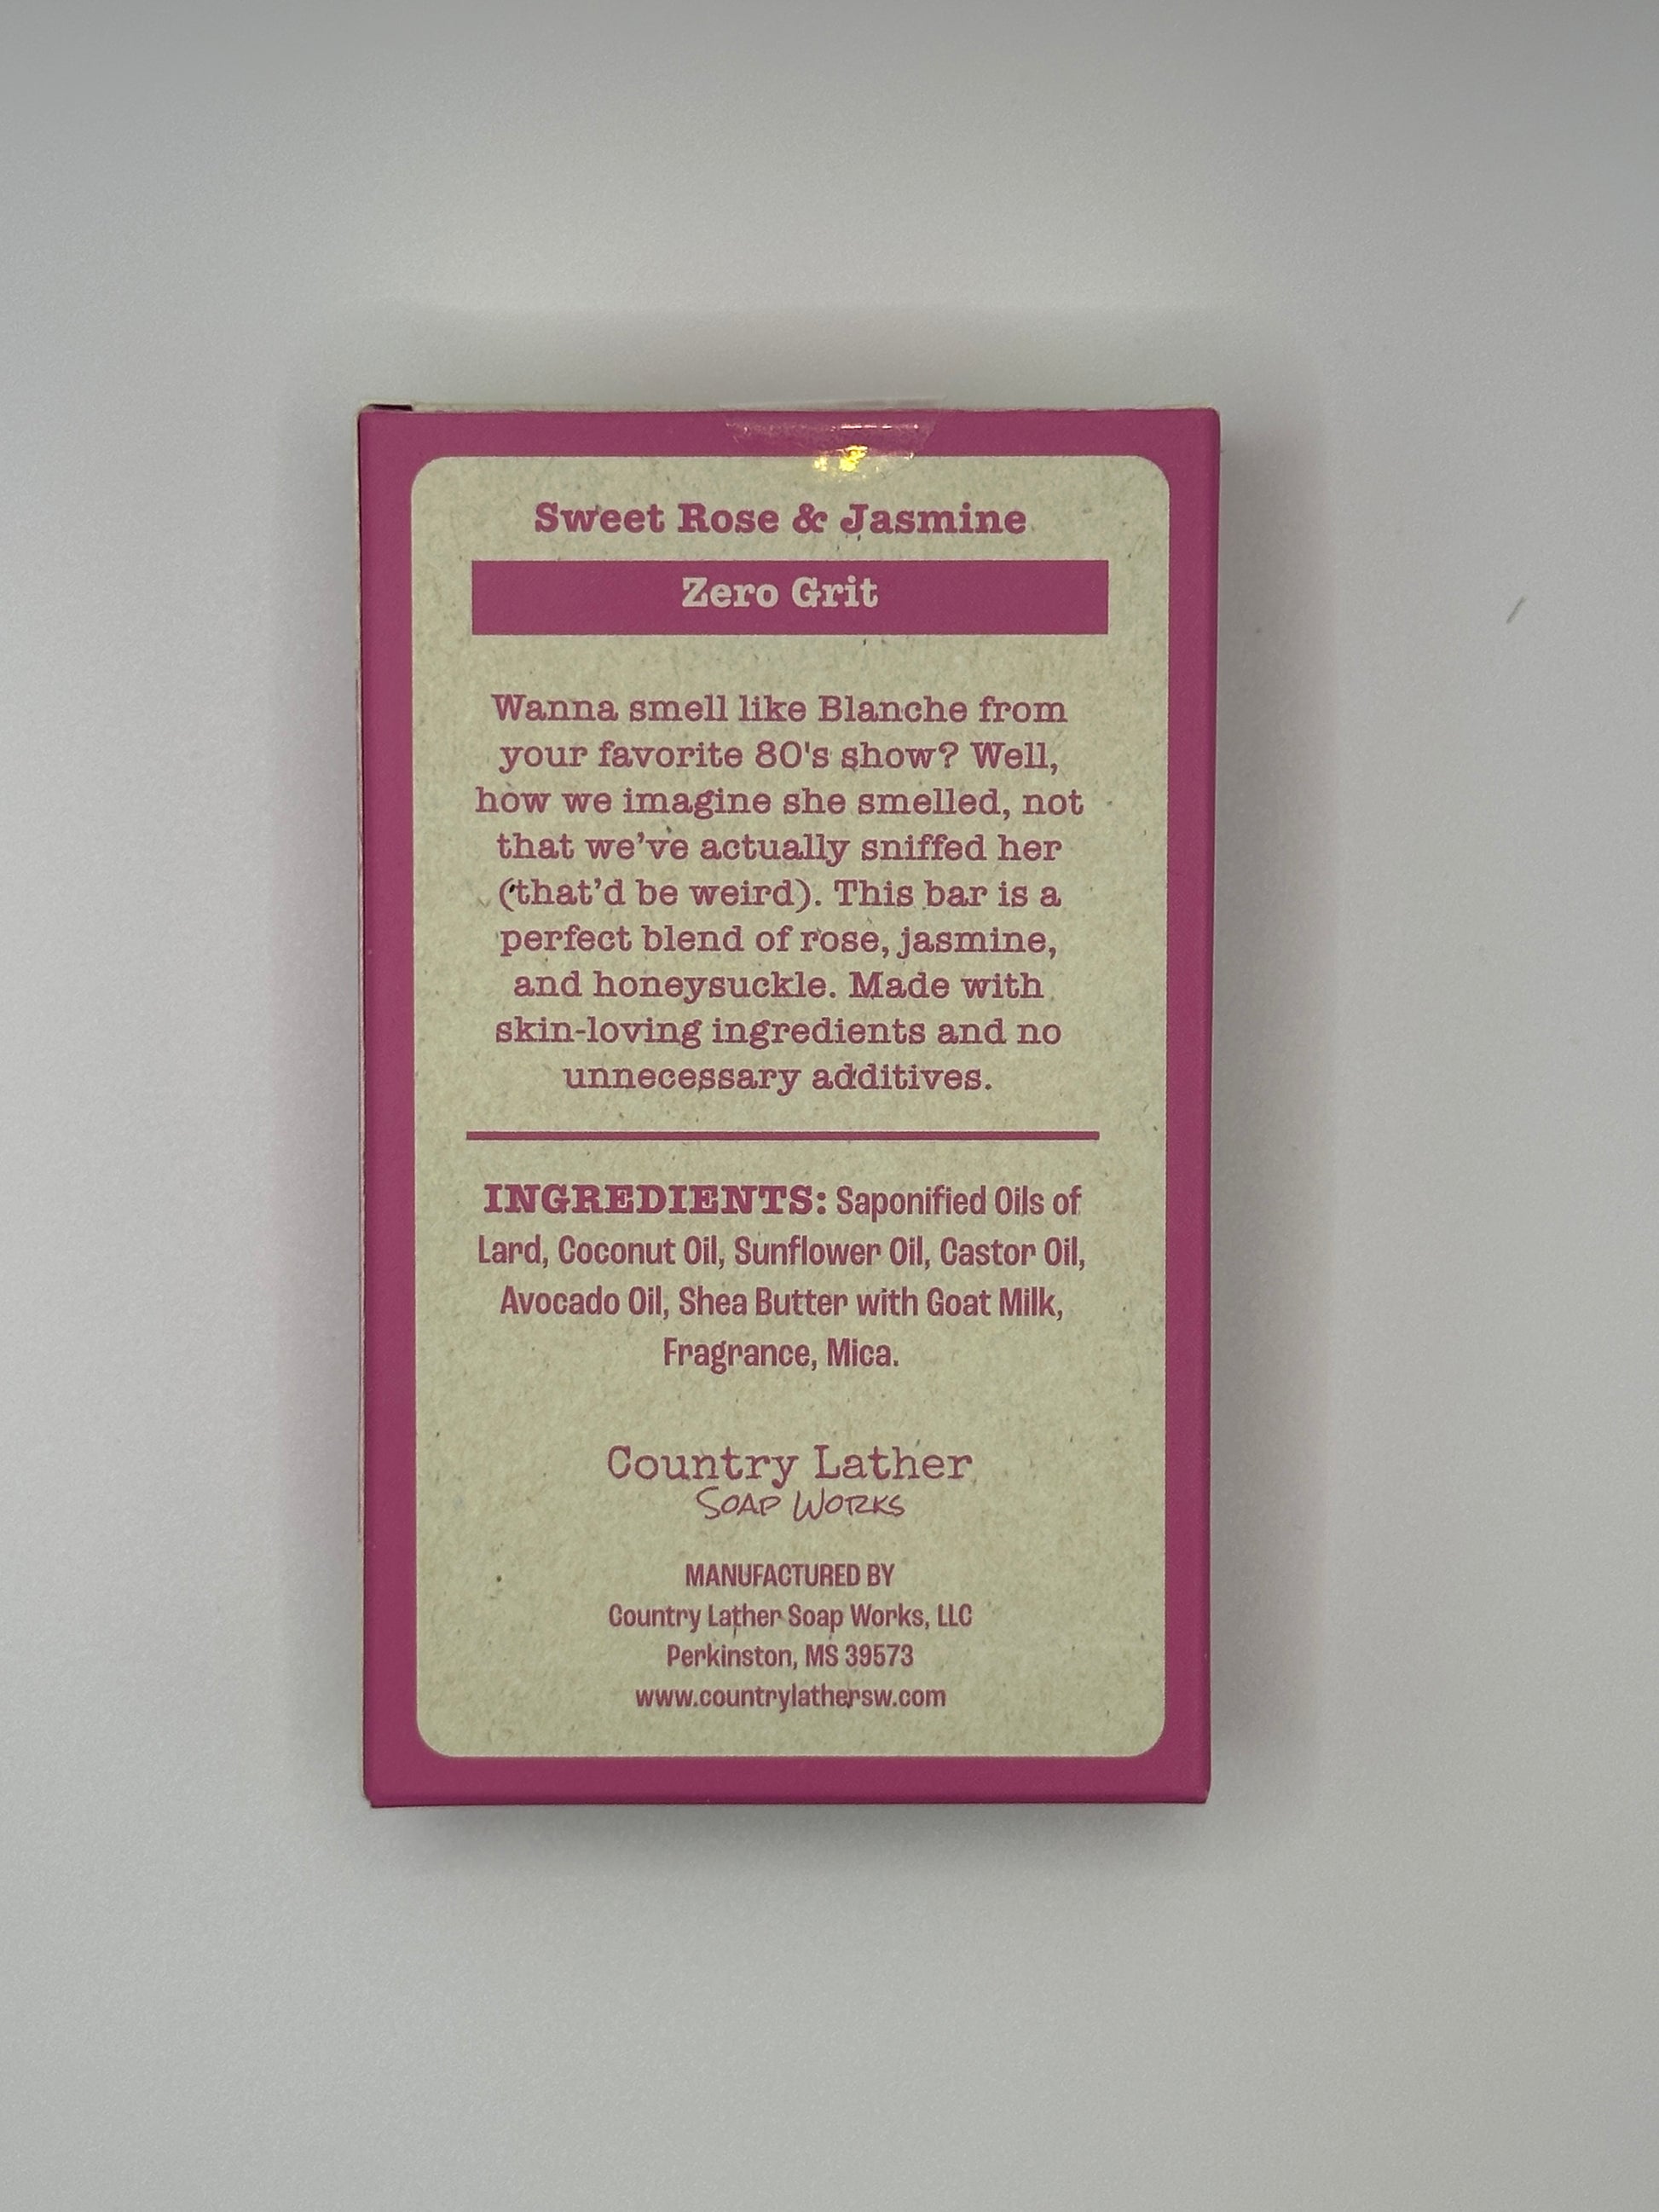 Sweet Rose & Jasmine
Zero Grit
Wanna smell like Blanche from
your favorite 80's show? Well,
how we imagine she smelled, not
that we've actually sniffed her
(that'd be weird). This bar is a
perfect blend of rose, jasmine,
and honeysuckle. Made with
skin-loving ingredients and no
unnecessary additives.
INGREDIENTS: Saponified Oils of
Lard, Coconut Oil, Sunflower Oil, Castor Oil,
Avocado Oil, Shea Butter with Goat Milk,
Fragrance, Mica.
Country Lather
SOAP WORKS
MANUFACTURED BY
Country Lather Soap Works, LLC
Perkinston, MS 39573
www.countrylathersw.com